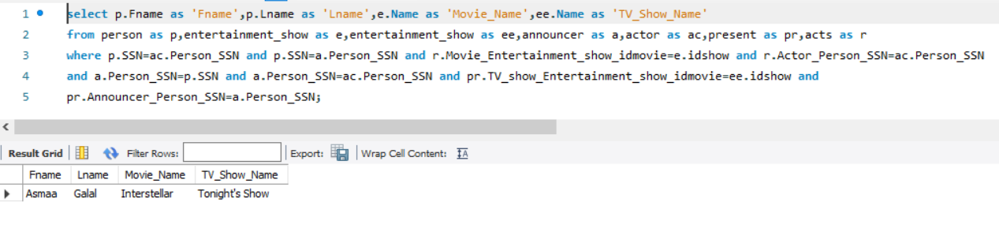 1 select p.Fname as 'Fname',p.Lname as 'Lname',e.Name as 'Movie_Name',ee.Name as 'TV_Show_Name'
2 from person as p,entertainment_show as e,entertainment_show as ee,announcer as a,actor as ac,present as pr,acts as r
3 where p.SSN=ac.Person_SSN and p.SSN=a.Person_SSN and r.Movie_Entertainment_show_idmovie=e.idshow and r.Actor_Person_SSN=ac.Person_SSN
4 and a.Person_SSN=p.SSN and a.Person_SSN=ac.Person_SSN and pr.TV_show_Entertainment_show_idmovie=ee.idshow and
5 pr.Announcer_Person_SSN=a.Person_SSN;
Result Grid Filter Rows: Export: Wrap Cell Content: IA
Fname Lname Movie_Name TV_Show_Name
Asmaa Galal Interstellar Tonight's Show